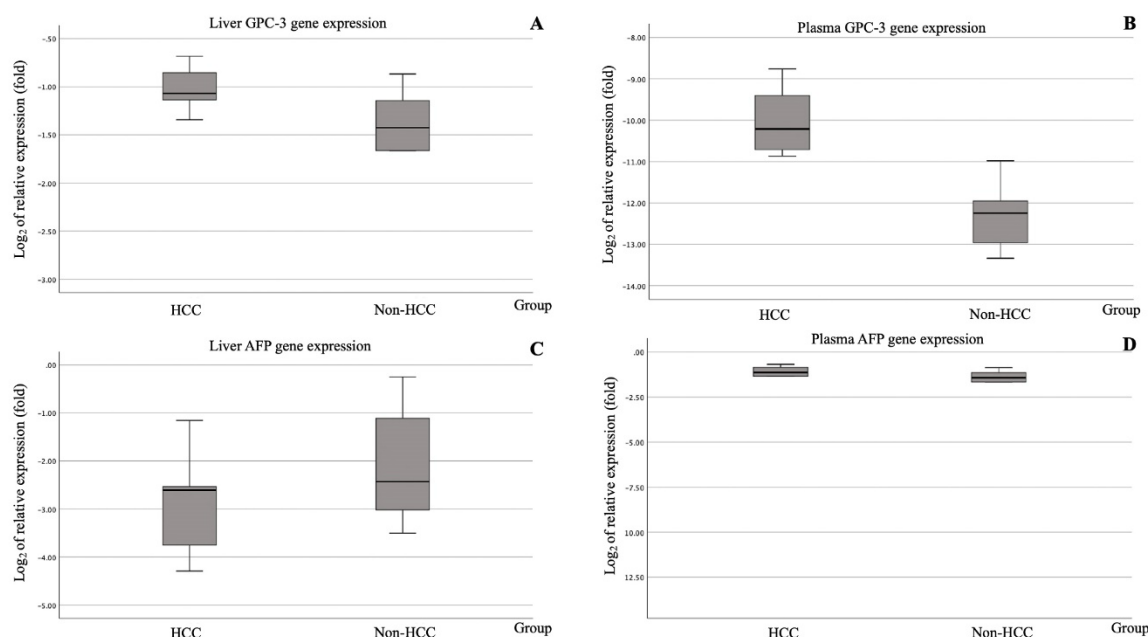 Liver GPC-3 gene expression
A
Log₂ of relative expression (fold)
-.50
-1.00
-1.50
-2.00
-2.50
-3.00
HCC
Non-HCC
Group
Plasma GPC-3 gene expression
B
Log₂ of relative expression (fold)
-8.00
-9.00
-10.00
-11.00
-12.00
-13.00
-14.00
HCC
Non-HCC
Group
Liver AFP gene expression
C
Log₂ of relative expression (fold)
.00
-1.00
-2.00
-3.00
-4.00
-5.00
HCC
Non-HCC
Group
Plasma AFP gene expression
D
Log₂ of relative expression (fold)
.00
-2.50
-5.00
-7.50
10.00
12.50
HCC
Non-HCC
Group